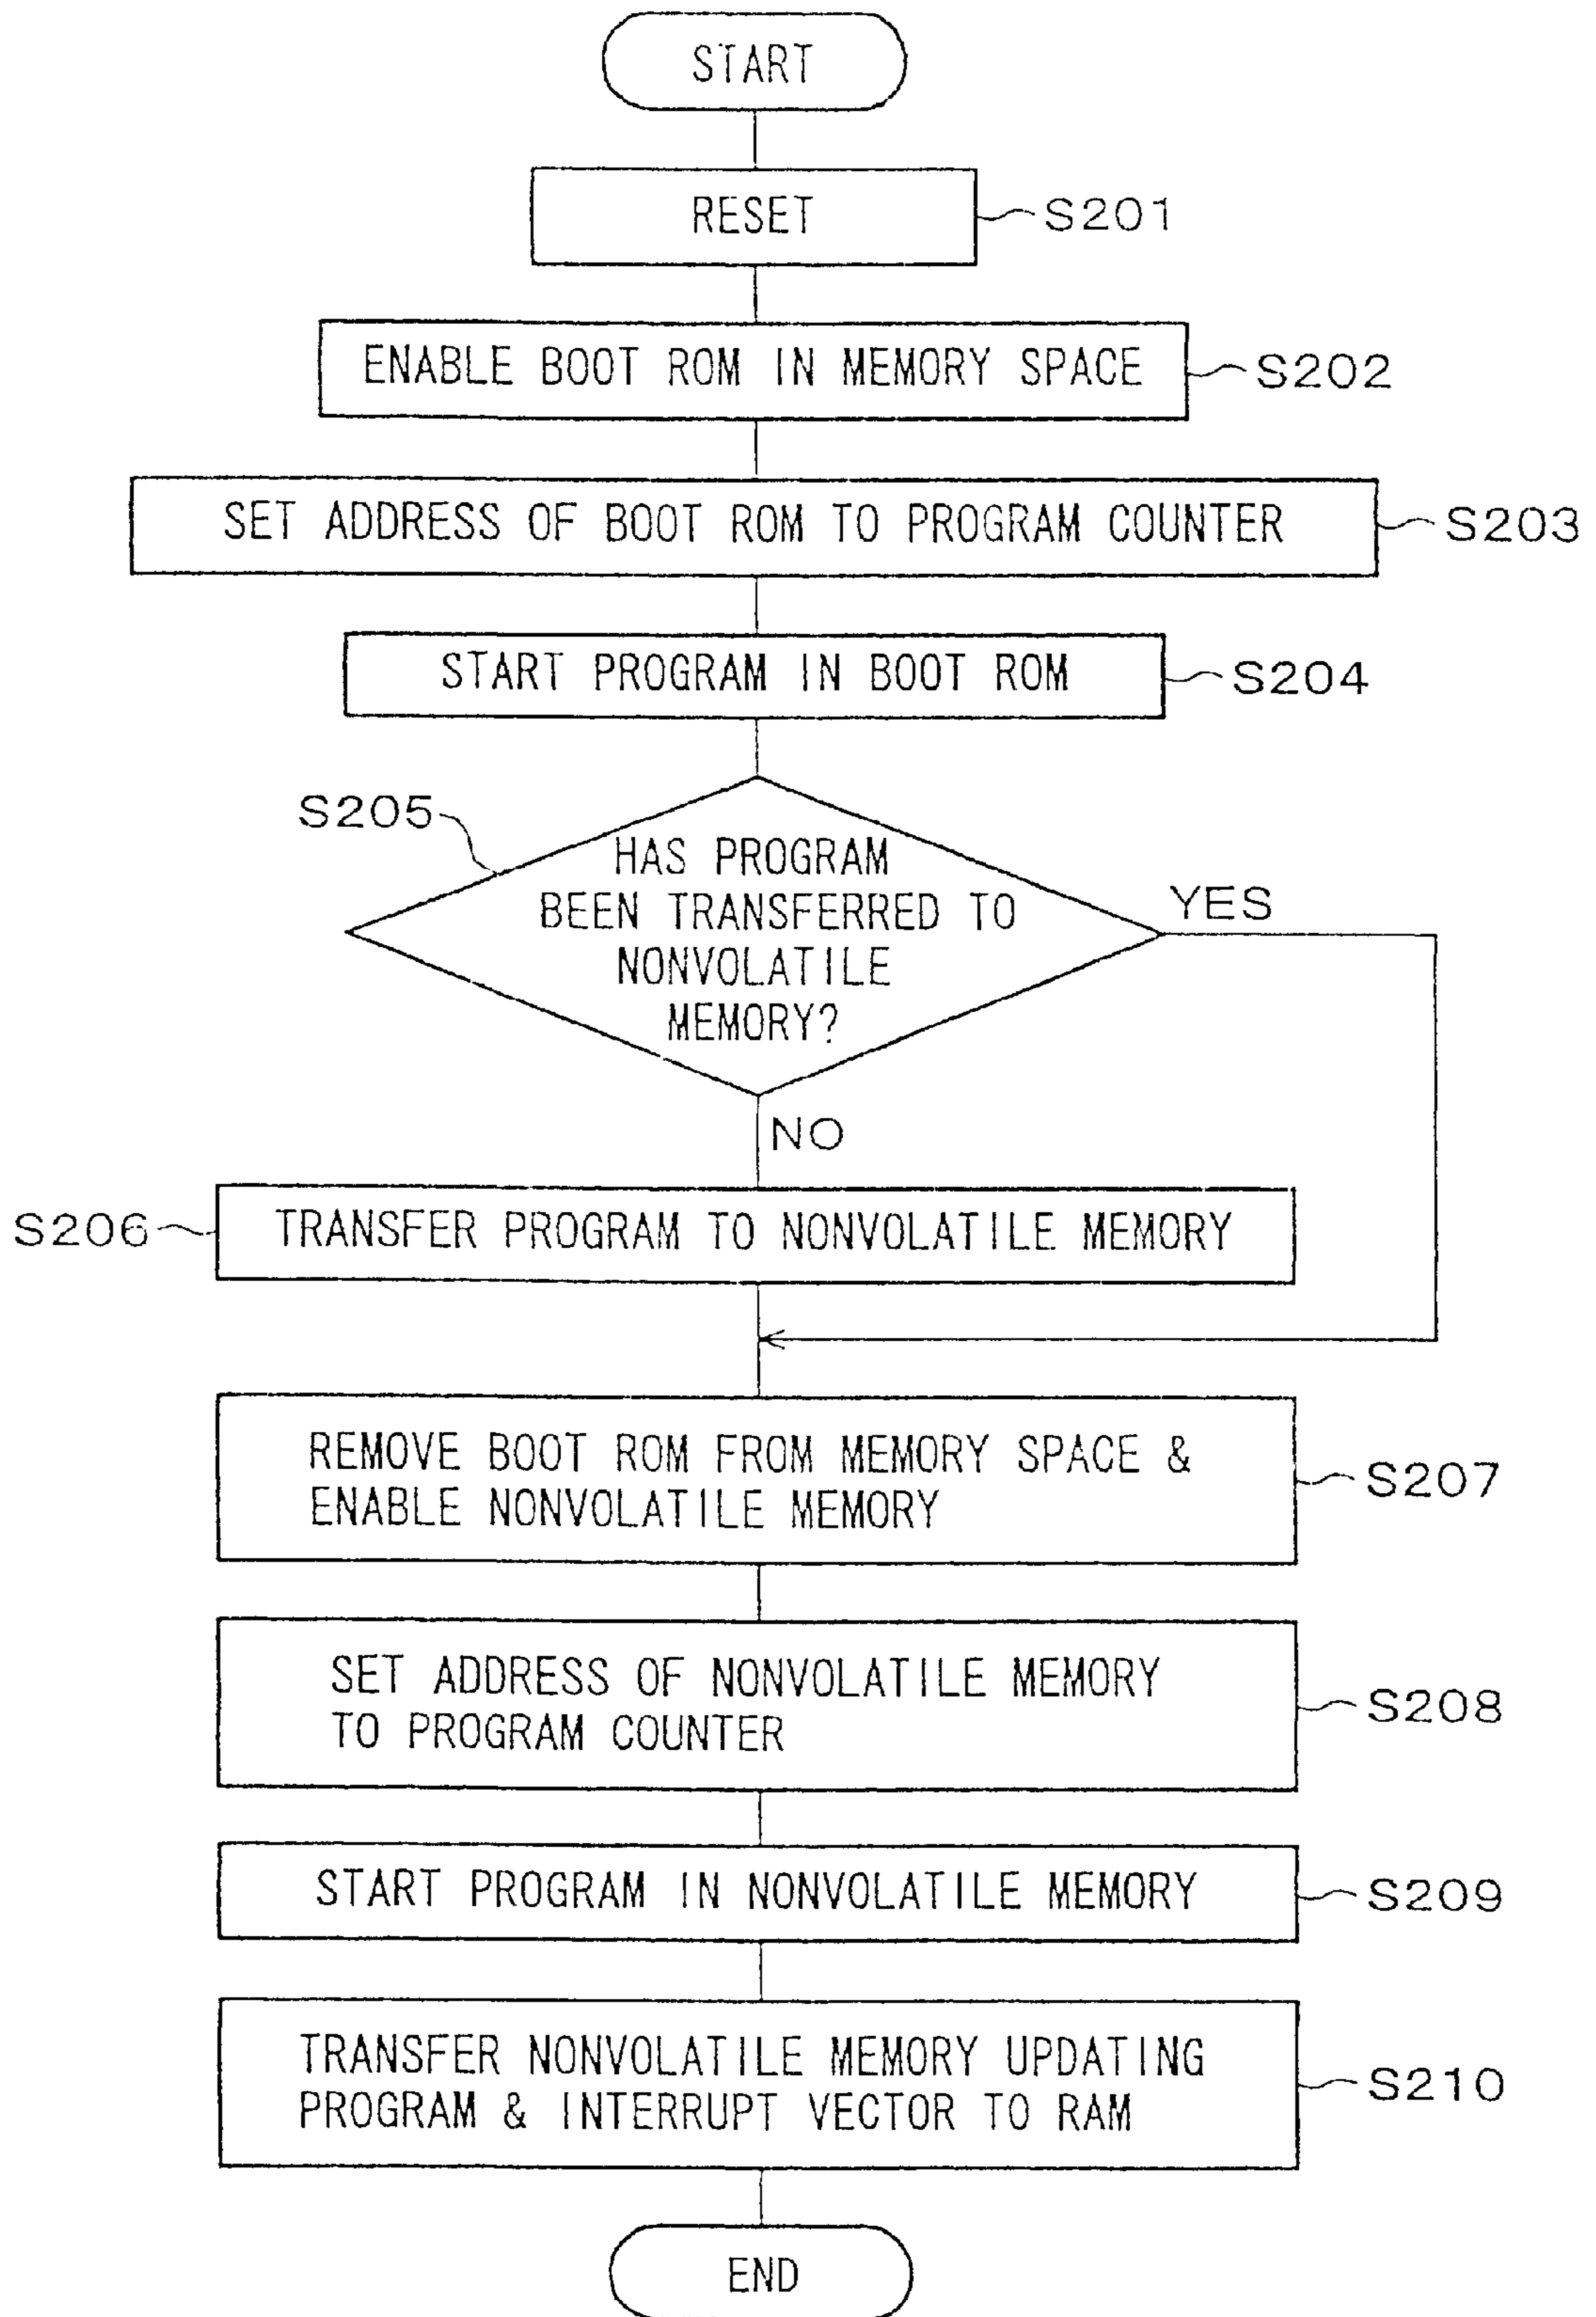 START
RESET
S201
ENABLE BOOT ROM IN MEMORY SPACE
S202
SET ADDRESS OF BOOT ROM TO PROGRAM COUNTER
S203
START PROGRAM IN BOOT ROM
S204
S205
HAS PROGRAM
BEEN TRANSFERRED TO
NONVOLATILE
MEMORY?
YES
NO
S206
TRANSFER PROGRAM TO NONVOLATILE MEMORY
REMOVE BOOT ROM FROM MEMORY SPACE &
ENABLE NONVOLATILE MEMORY
S207
SET ADDRESS OF NONVOLATILE MEMORY
TO PROGRAM COUNTER
S208
START PROGRAM IN NONVOLATILE MEMORY
S209
TRANSFER NONVOLATILE MEMORY UPDATING
PROGRAM & INTERRUPT VECTOR TO RAM
S210
END